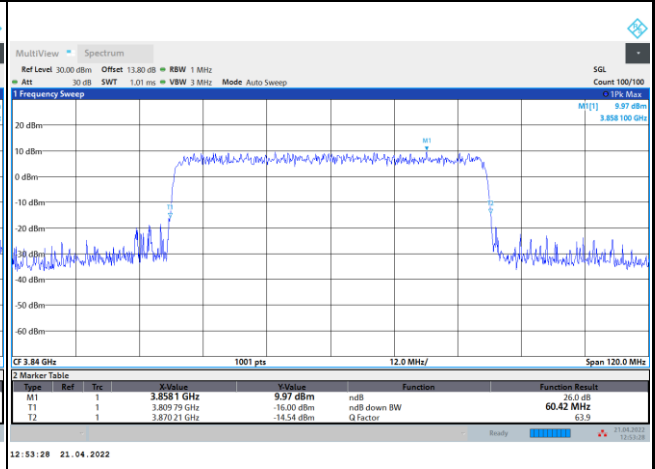 MultiView Spectrum
Ref Level 30.00 dBm Offset 13.80 dB RBW 1 MHz SGL
Att 30 dB SWT 1.01 ms VBW 3 MHz Mode Auto Sweep Count 100/100
1 Frequency Sweep 1Pk Max
M1[1] 9.97 dBm
3.858 100 GHz
20 dBm
M1
10 dBm
0 dBm
-10 dBm
T1
T2
-20 dBm
-30 dBm
-40 dBm
-50 dBm
-60 dBm
CF 3.84 GHz 1001 pts 12.0 MHz/ Span 120.0 MHz
2 Marker Table
Type Ref Trc X-Value Y-Value Function Function Result
M1 1 3.8581 GHz 9.97 dBm ndB 26.0 dB
T1 1 3.809 79 GHz -16.00 dBm ndB down BW 60.42 MHz
T2 1 3.870 21 GHz -14.54 dBm Q Factor 63.9
Ready 21.04.2022
12:53:28
12:53:28 21.04.2022